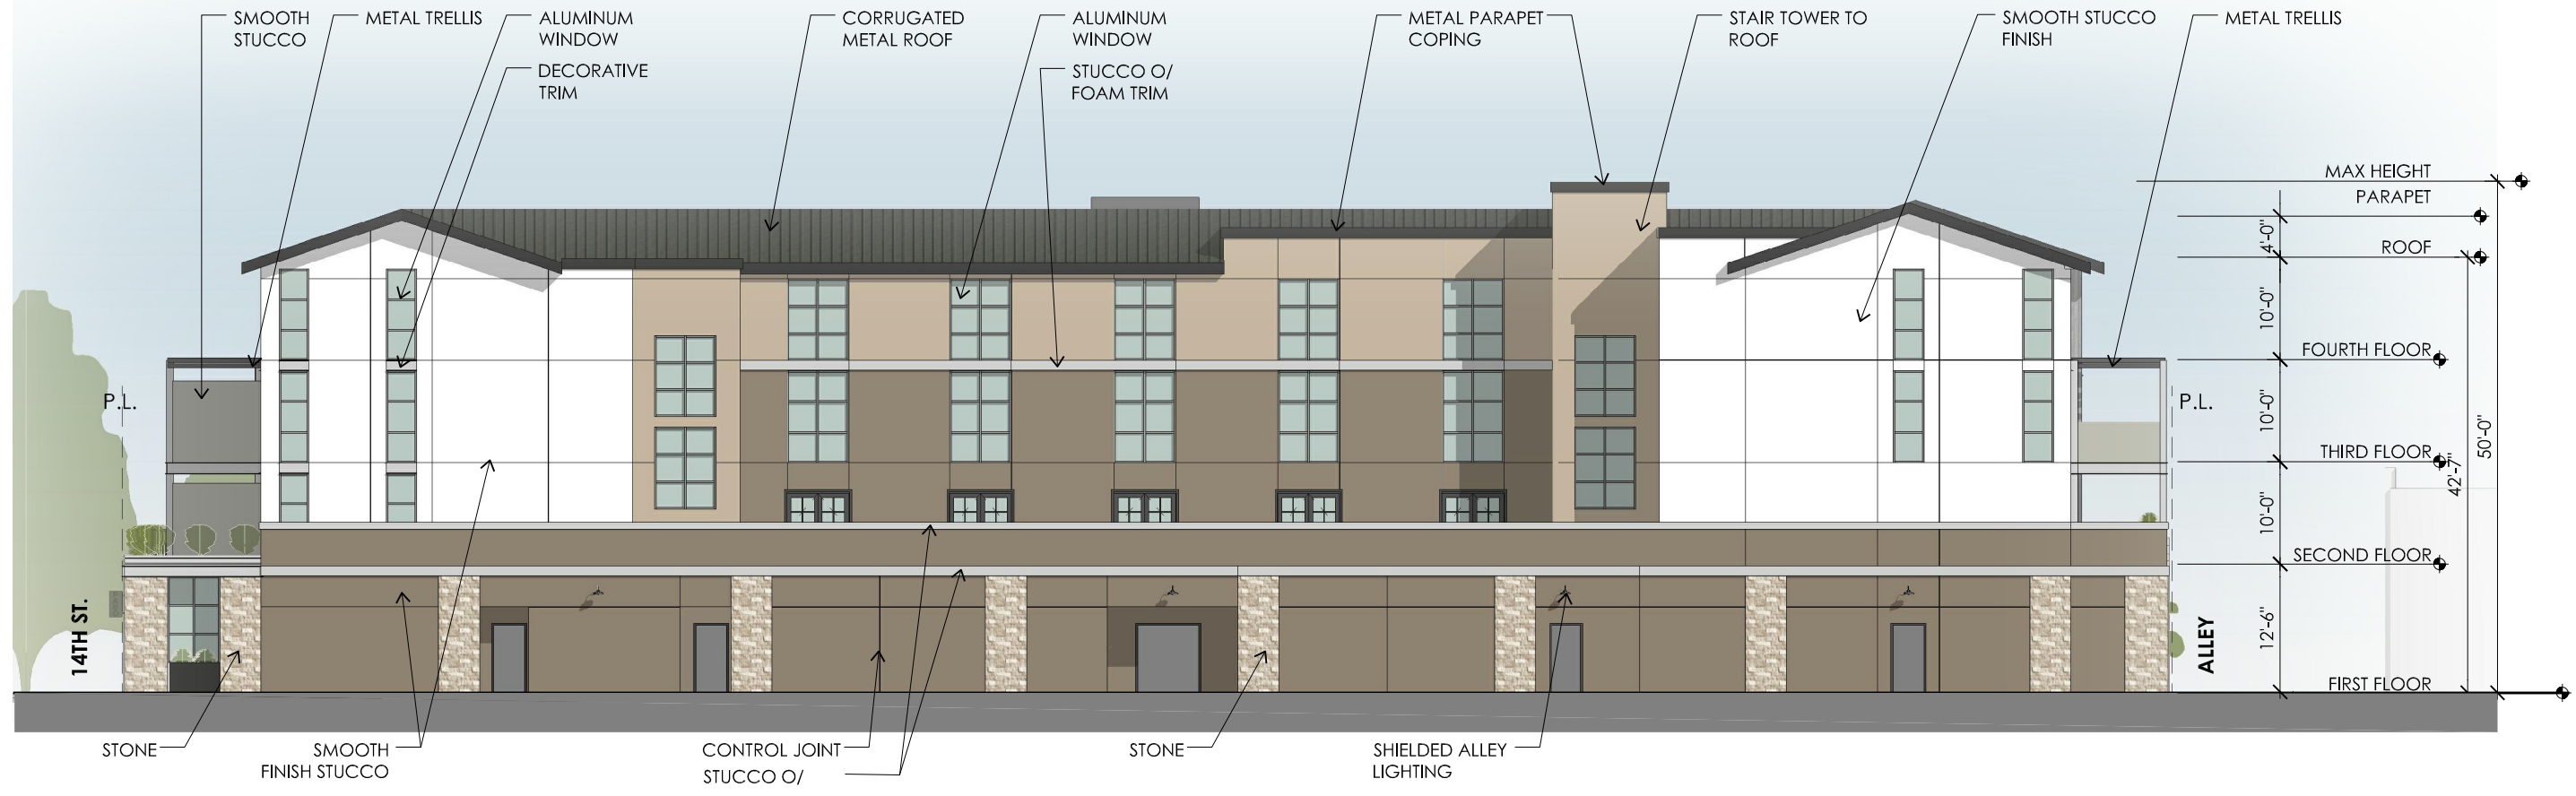 SMOOTH
STUCCO
METAL TRELLIS
ALUMINUM
WINDOW
DECORATIVE
TRIM
CORRUGATED
METAL ROOF
ALUMINUM
WINDOW
STUCCO O/
FOAM TRIM
METAL PARAPET
COPING
STAIR TOWER TO
ROOF
SMOOTH STUCCO
FINISH
METAL TRELLIS
MAX HEIGHT
PARAPET
4'-0"
ROOF
10'-0"
FOURTH FLOOR
10'-0"
THIRD FLOOR
10'-0"
SECOND FLOOR
12'-6"
FIRST FLOOR
42'-7"
50'-0"
P.L.
P.L.
14TH ST.
ALLEY
STONE
SMOOTH
FINISH STUCCO
CONTROL JOINT
STUCCO O/
STONE
SHIELDED ALLEY
LIGHTING